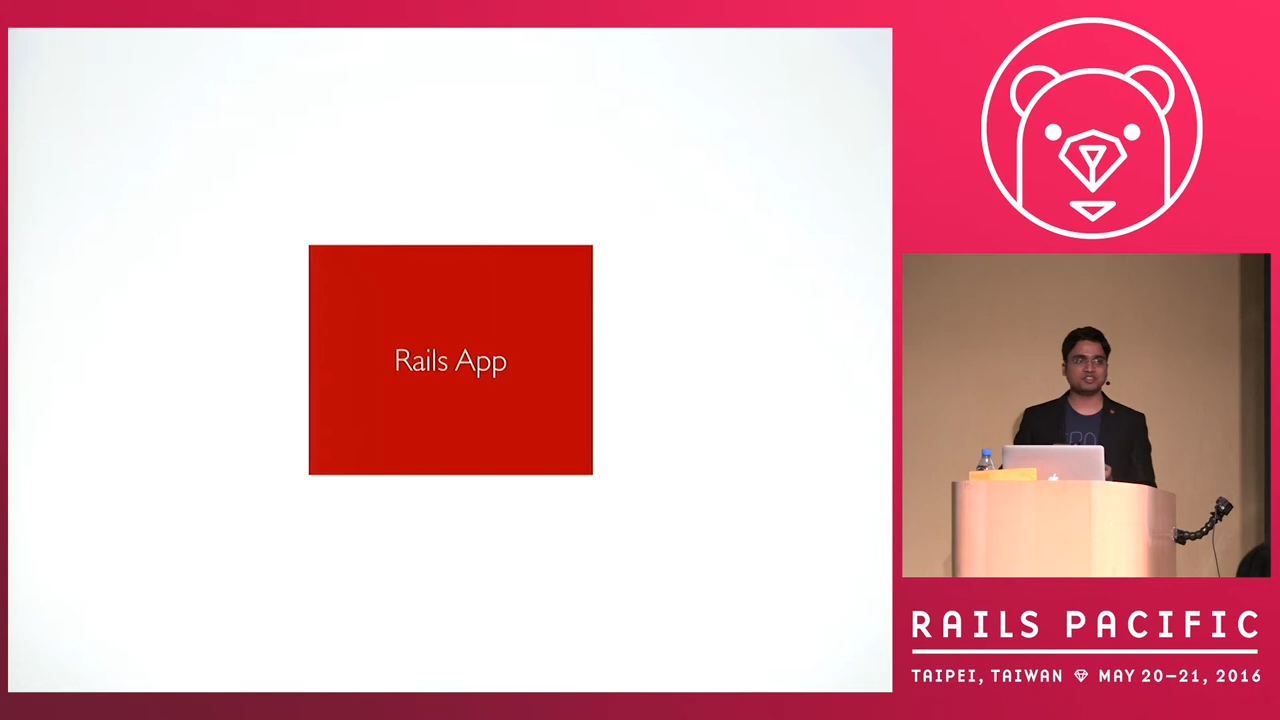 Rails App
RAILS PACIFIC
TAIPEI, TAIWAN MAY 20–21, 2016